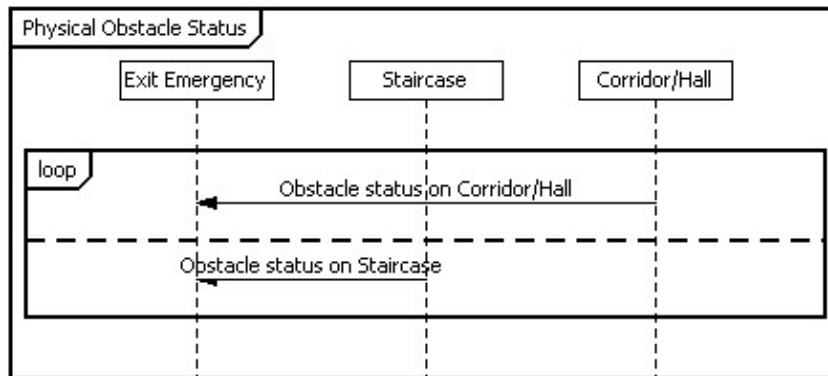 Physical Obstacle Status
Exit Emergency
Staircase
Corridor/Hall
loop
Obstacle status on Corridor/Hall
Obstacle status on Staircase